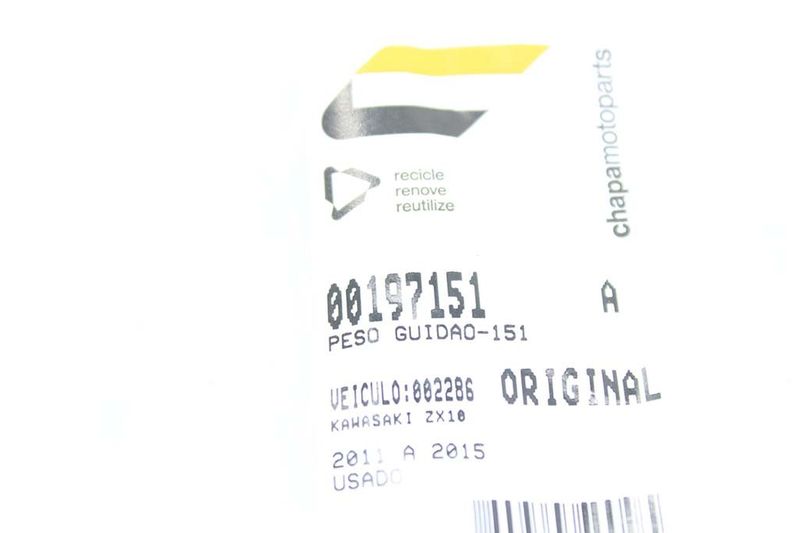 recicle
renove
reutilize
chapamotoparts
00197151 A
PESO GUIDAO-151
VEICULO:002286 ORIGINAL
KAWASAKI ZX10
2011 A 2015
USADO